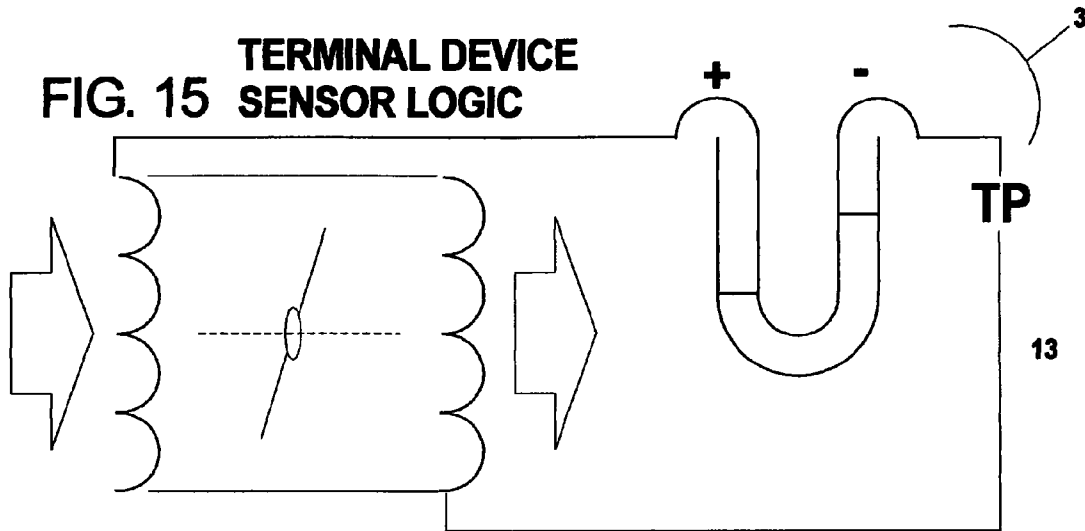 3
TERMINAL DEVICE
FIG. 15 SENSOR LOGIC
+ -
TP
13